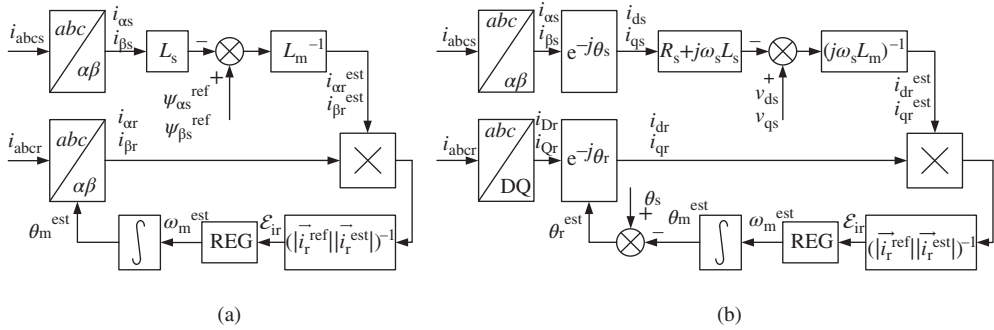 i_abcs
abc
αβ
i_αs
i_βs
L_s
−
+
ψ_αs^ref
ψ_βs^ref
L_m^−1
i_αr^est
i_βr^est
i_abcr
abc
αβ
i_αr
i_βr
×
θ_m^est
∫
ω_m^est
REG
ε_ir
(|i_r^ref||i_r^est|)^−1
(a)
i_abcs
abc
αβ
i_αs
i_βs
e^−jθ_s
i_ds
i_qs
R_s+jω_sL_s
−
+
v_ds
v_qs
(jω_sL_m)^−1
i_dr^est
i_qr^est
i_abcr
abc
DQ
i_Dr
i_Qr
e^−jθ_r
i_dr
i_qr
×
θ_r^est
θ_s
+
−
θ_m^est
∫
ω_m^est
REG
ε_ir
(|i_r^ref||i_r^est|)^−1
(b)